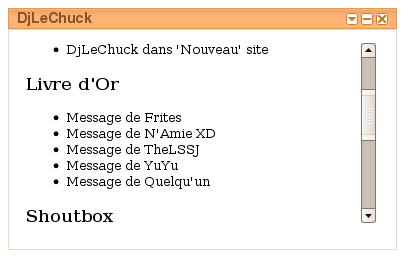 DjLeChuck
DjLeChuck dans 'Nouveau' site
Livre d'Or
Message de Frites
Message de N'Amie XD
Message de TheLSSJ
Message de YuYu
Message de Quelqu'un
Shoutbox